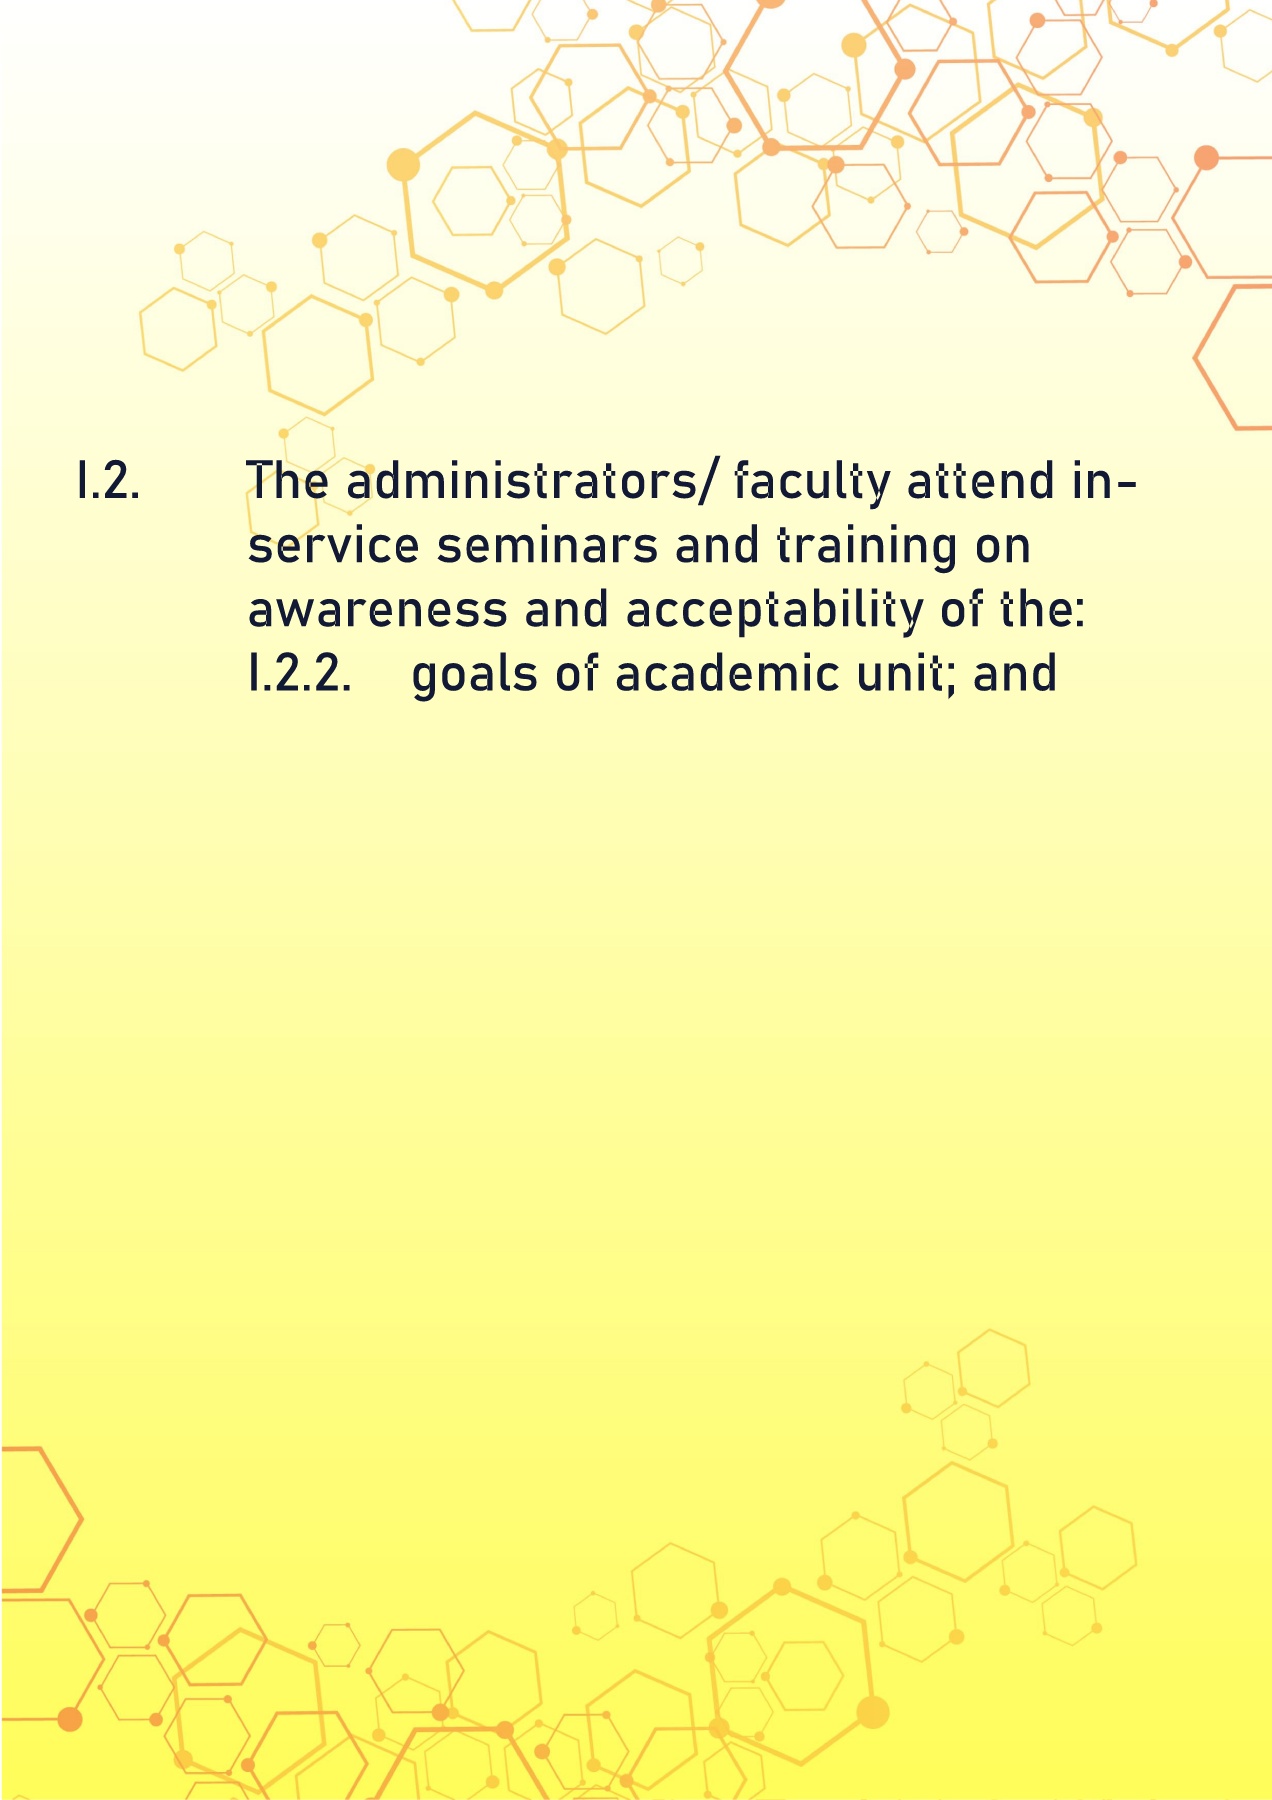 I.2. The administrators/ faculty attend in-
service seminars and training on
awareness and acceptability of the:
I.2.2. goals of academic unit; and